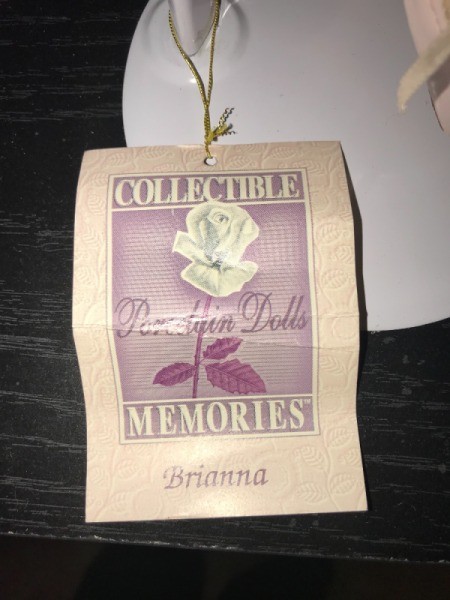 COLLECTIBLE
Porcelain Dolls
MEMORIES™
Brianna